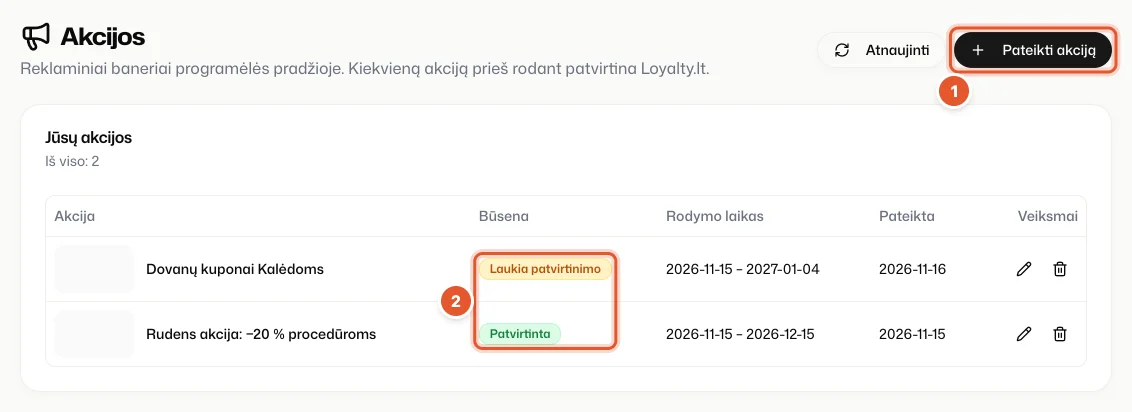 Akcijos
Reklaminiai baneriai programėlės pradžioje. Kiekvieną akciją prieš rodant patvirtina Loyalty.lt.
Atnaujinti
+ Pateikti akciją
1
Jūsų akcijos
Iš viso: 2
Akcija Būsena Rodymo laikas Pateikta Veiksmai
Dovanų kuponai Kalėdoms Laukia patvirtinimo 2026-11-15 – 2027-01-04 2026-11-16
2
Rudens akcija: −20 % procedūroms Patvirtinta 2026-11-15 – 2026-12-15 2026-11-15